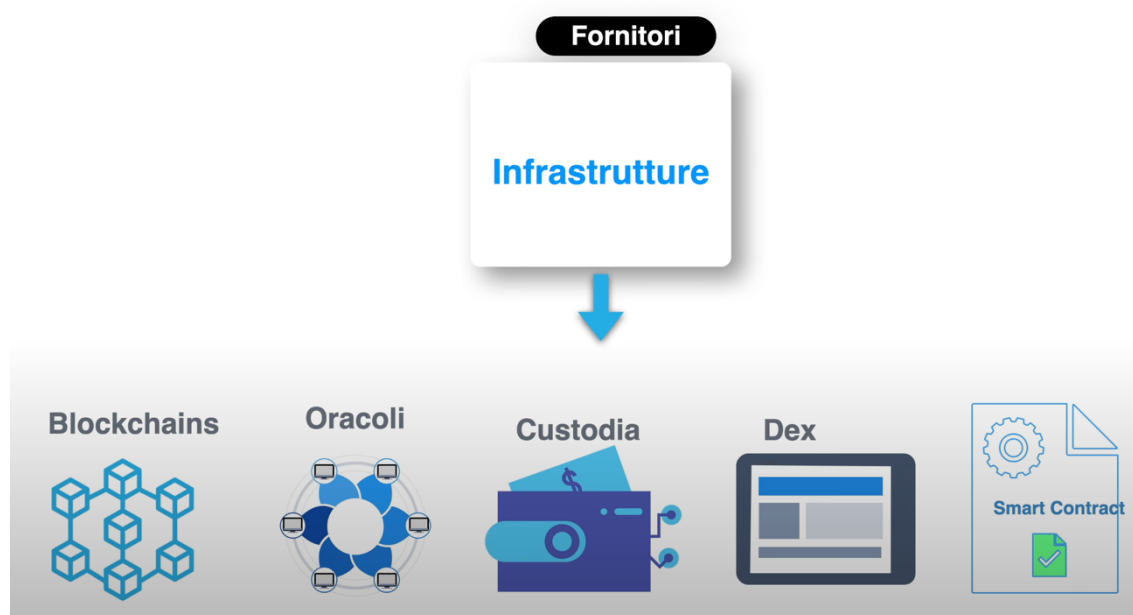 Fornitori
Infrastrutture
Blockchains
Oracoli
Custodia
Dex
$
Smart Contract